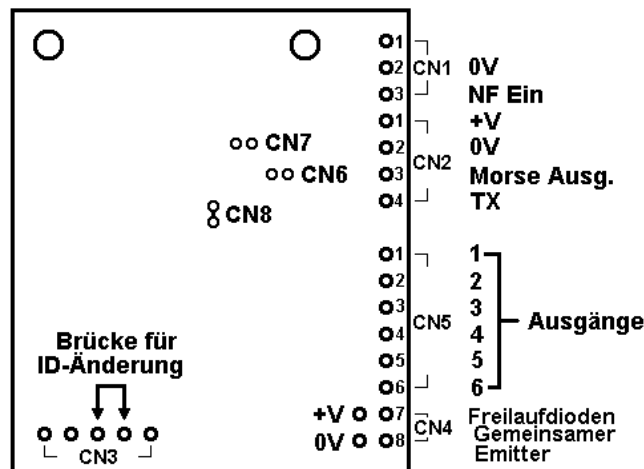 1
2 CN1 0V
3 NF Ein
1 +V
2 CN2 0V
3 Morse Ausg.
4 TX
CN7
CN6
CN8
1 1
2 2
3 CN5 3
4 4 Ausgänge
5 5
6 6
Brücke für
ID-Änderung
CN3
+V 7 CN4 Freilaufdioden
0V 8 Gemeinsamer
Emitter